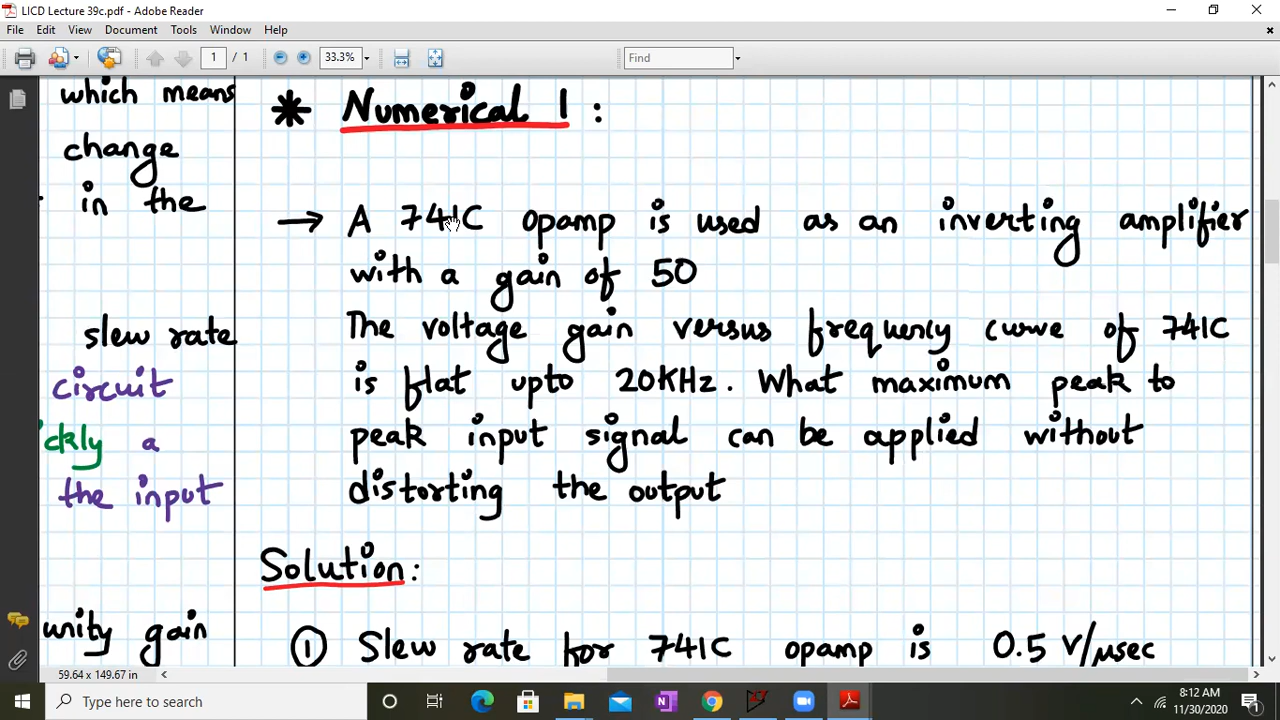 LICD Lecture 39c.pdf - Adobe Reader
File Edit View Document Tools Window Help
1 / 1 33.3% Find
which means
change
in the
slew rate
circuit
ckly a
the input
unity gain
* Numerical 1 :
→ A 741C opamp is used as an inverting amplifier
with a gain of 50
The voltage gain versus frequency curve of 741C
is flat upto 20KHz. What maximum peak to
peak input signal can be applied without
distorting the output
Solution:
① Slew rate for 741C opamp is 0.5 V/μsec
59.64 x 149.67 in
Type here to search
8:12 AM
11/30/2020